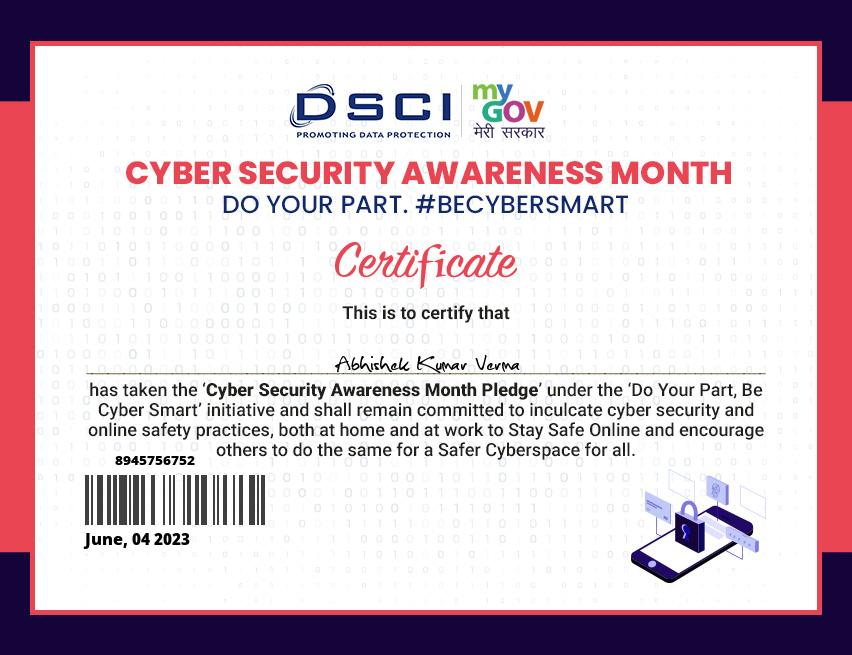 DSCI
PROMOTING DATA PROTECTION
my
GOV
मेरी सरकार
CYBER SECURITY AWARENESS MONTH
DO YOUR PART. #BECYBERSMART
Certificate
This is to certify that
Abhishek Kumar Verma
has taken the ‘Cyber Security Awareness Month Pledge’ under the ‘Do Your Part, Be
Cyber Smart’ initiative and shall remain committed to inculcate cyber security and
online safety practices, both at home and at work to Stay Safe Online and encourage
others to do the same for a Safer Cyberspace for all.
8945756752
June, 04 2023